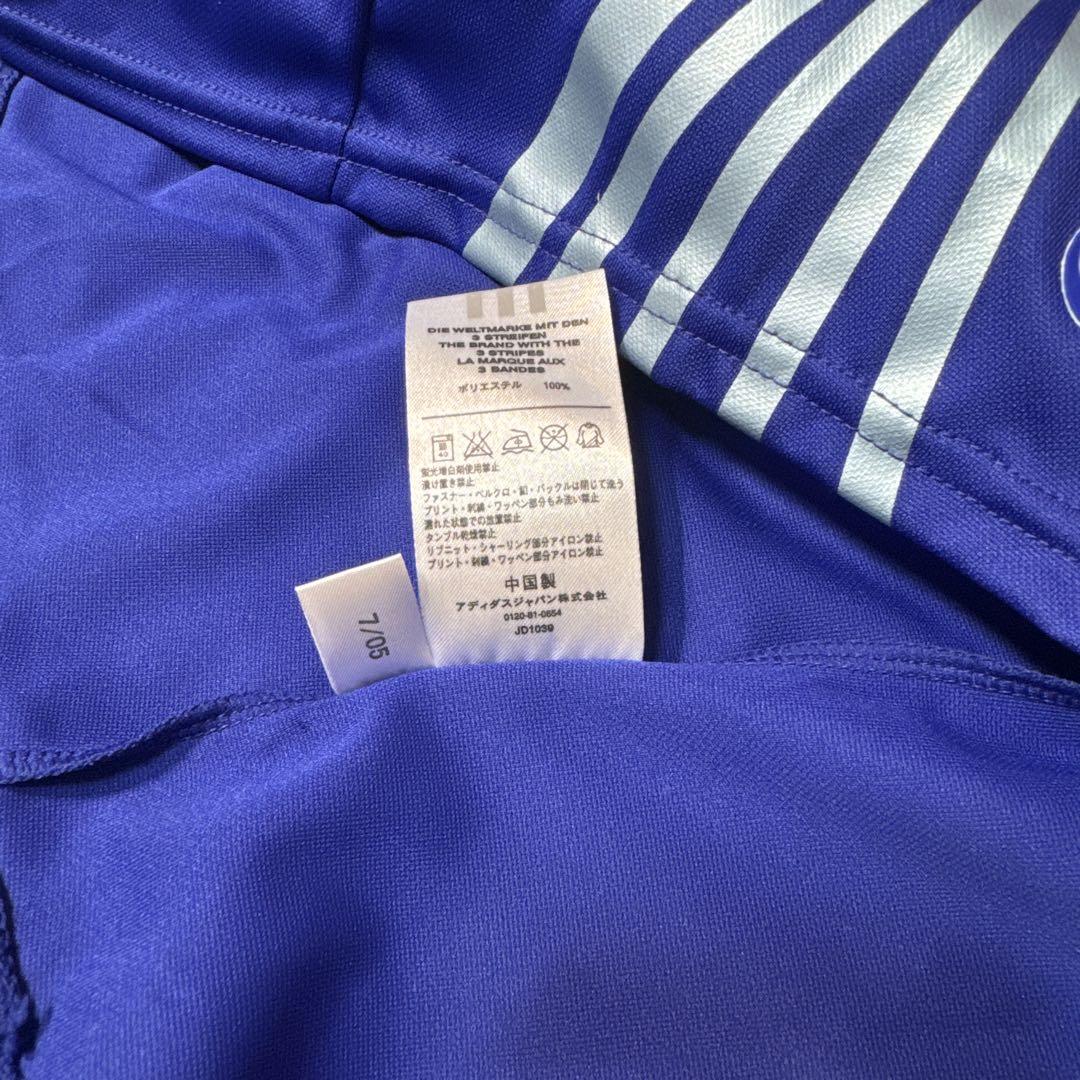 DIE WELTMARKE MIT DEN
3 STREIFEN
THE BRAND WITH THE
3 STRIPES
LA MARQUE AUX
3 BANDES
ポリエステル 100%
40
蛍光増白剤使用禁止
漬け置き禁止
ファスナー・ベルクロ・釦・バックルは閉じて洗う
プリント・刺繍・ワッペン部分もみ洗い禁止
濡れた状態での放置禁止
タンブル乾燥禁止
リブニット・シャーリング部分アイロン禁止
プリント・刺繍・ワッペン部分アイロン禁止
中国製
アディダスジャパン株式会社
0120-81-0654
JD1039
7/05